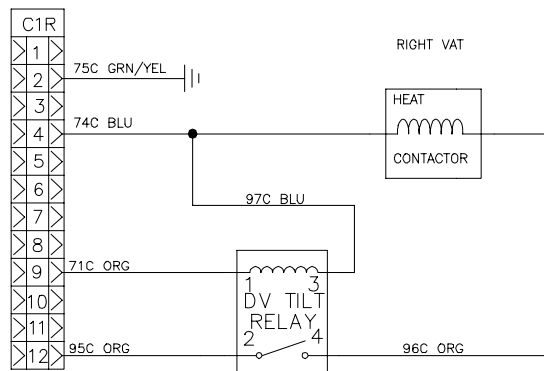 C1R
RIGHT VAT
1
2
75C GRN/YEL
3
HEAT
4
74C BLU
CONTACTOR
5
6
7
97C BLU
8
9
71C ORG
1 3
10
DV TILT
11
RELAY
2 4
12
95C ORG
96C ORG